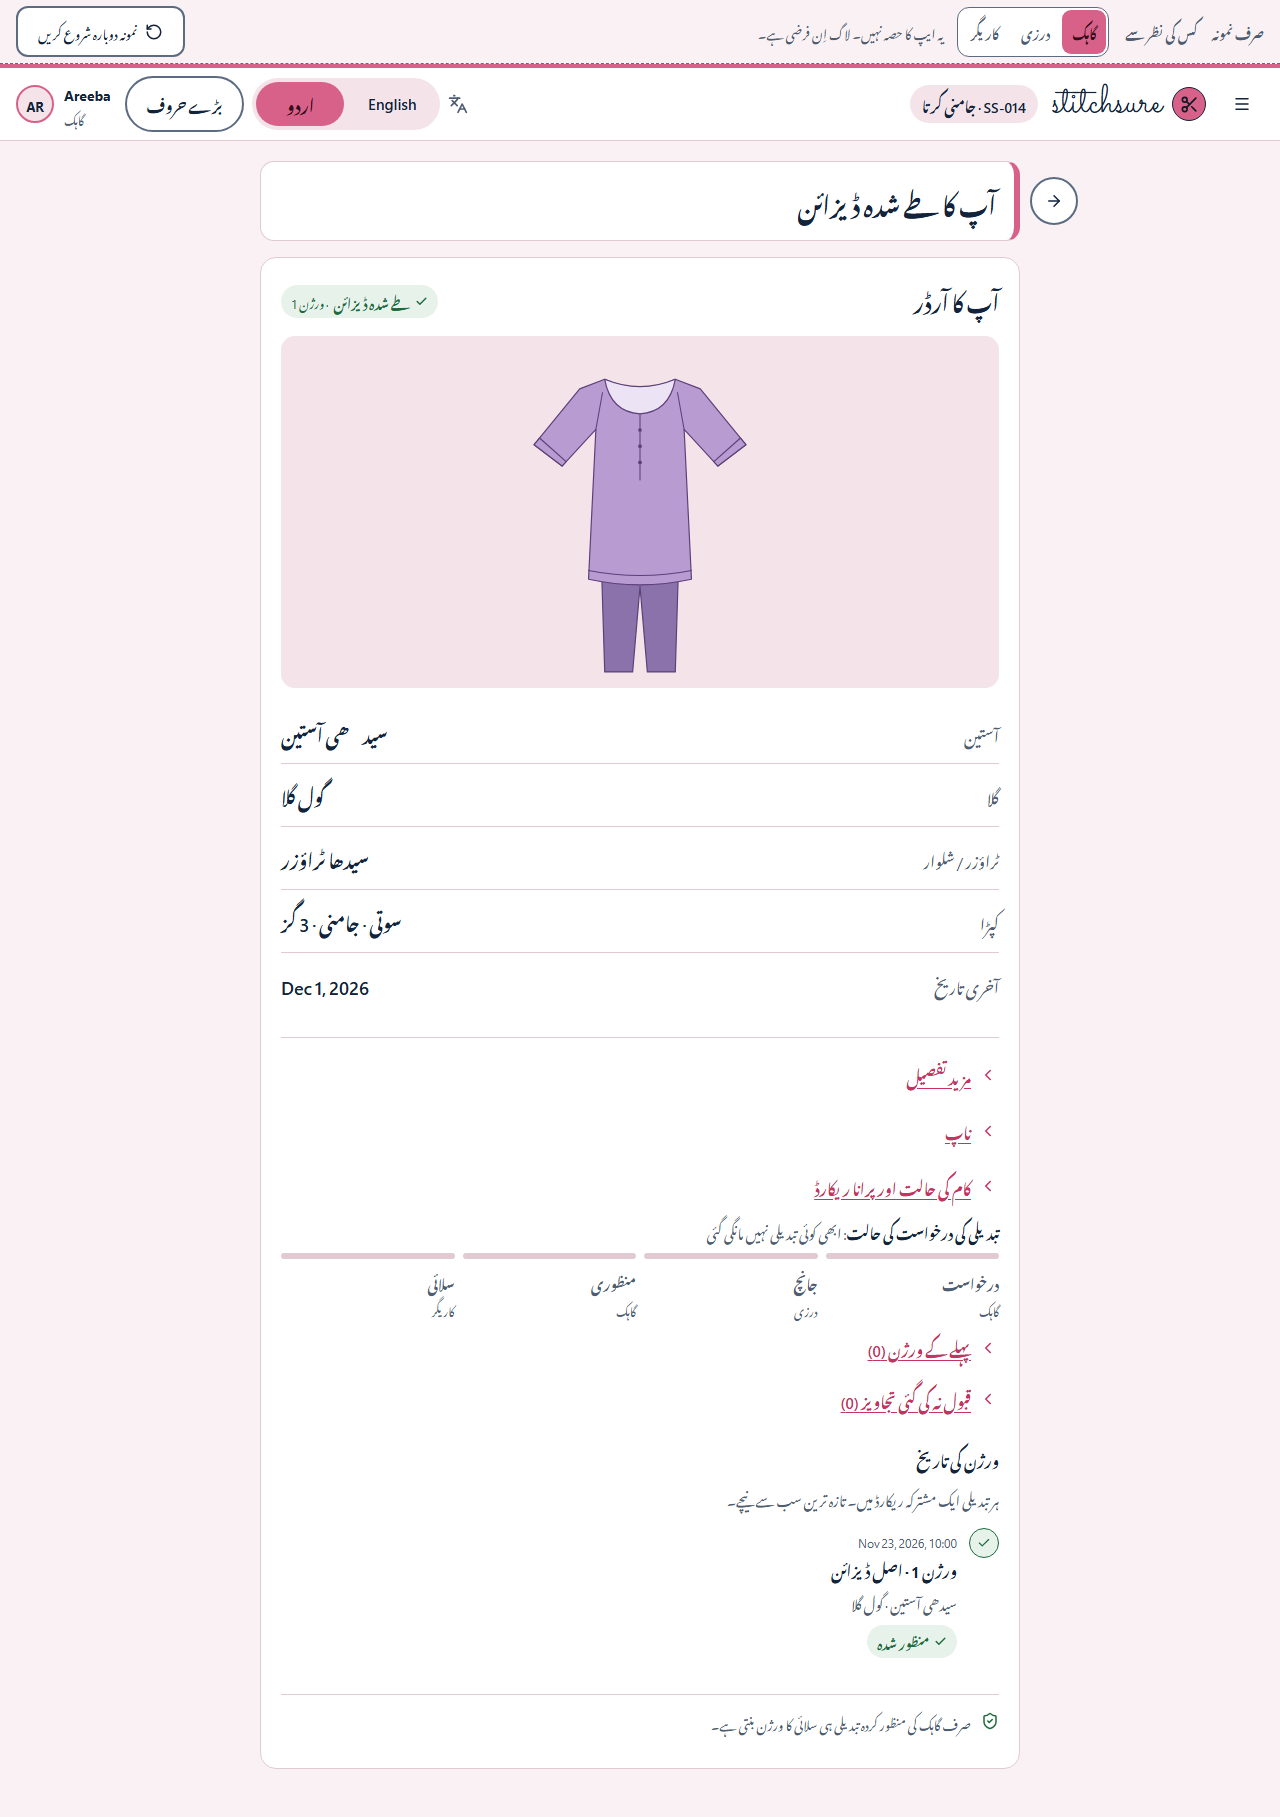 صرف نمونہ کس کی نظر سے گاہک درزی کاریگر یہ ایپ کا حصہ نہیں۔ لاگ اِن فرضی ہے۔ نمونہ دوبارہ شروع کریں
stitchsure SS-014 · جامنی کرتا English اردو بڑے حروف Areeba گاہک AR
آپ کا طے شدہ ڈیزائن
آپ کا آرڈر طے شدہ ڈیزائن · ورژن 1
آستین سیدھی آستین
گلا گول گلا
ٹراؤزر / شلوار سیدھا ٹراؤزر
کپڑا سوتی · جامنی · 3 گز
آخری تاریخ Dec 1, 2026
مزید تفصیل
ناپ
کام کی حالت اور پرانا ریکارڈ
تبدیلی کی درخواست کی حالت: ابھی کوئی تبدیلی نہیں مانگی گئی
درخواست جانچ منظوری سلائی
گاہک درزی گاہک کاریگر
پہلے کے ورژن (0)
قبول نہ کی گئی تجاویز (0)
ورژن کی تاریخ
ہر تبدیلی ایک مشترکہ ریکارڈ میں۔ تازہ ترین سب سے نیچے۔
Nov 23, 2026, 10:00
ورژن 1 · اصل ڈیزائن
سیدھی آستین · گول گلا
منظور شدہ
صرف گاہک کی منظور کردہ تبدیلی ہی سلائی کا ورژن بنتی ہے۔